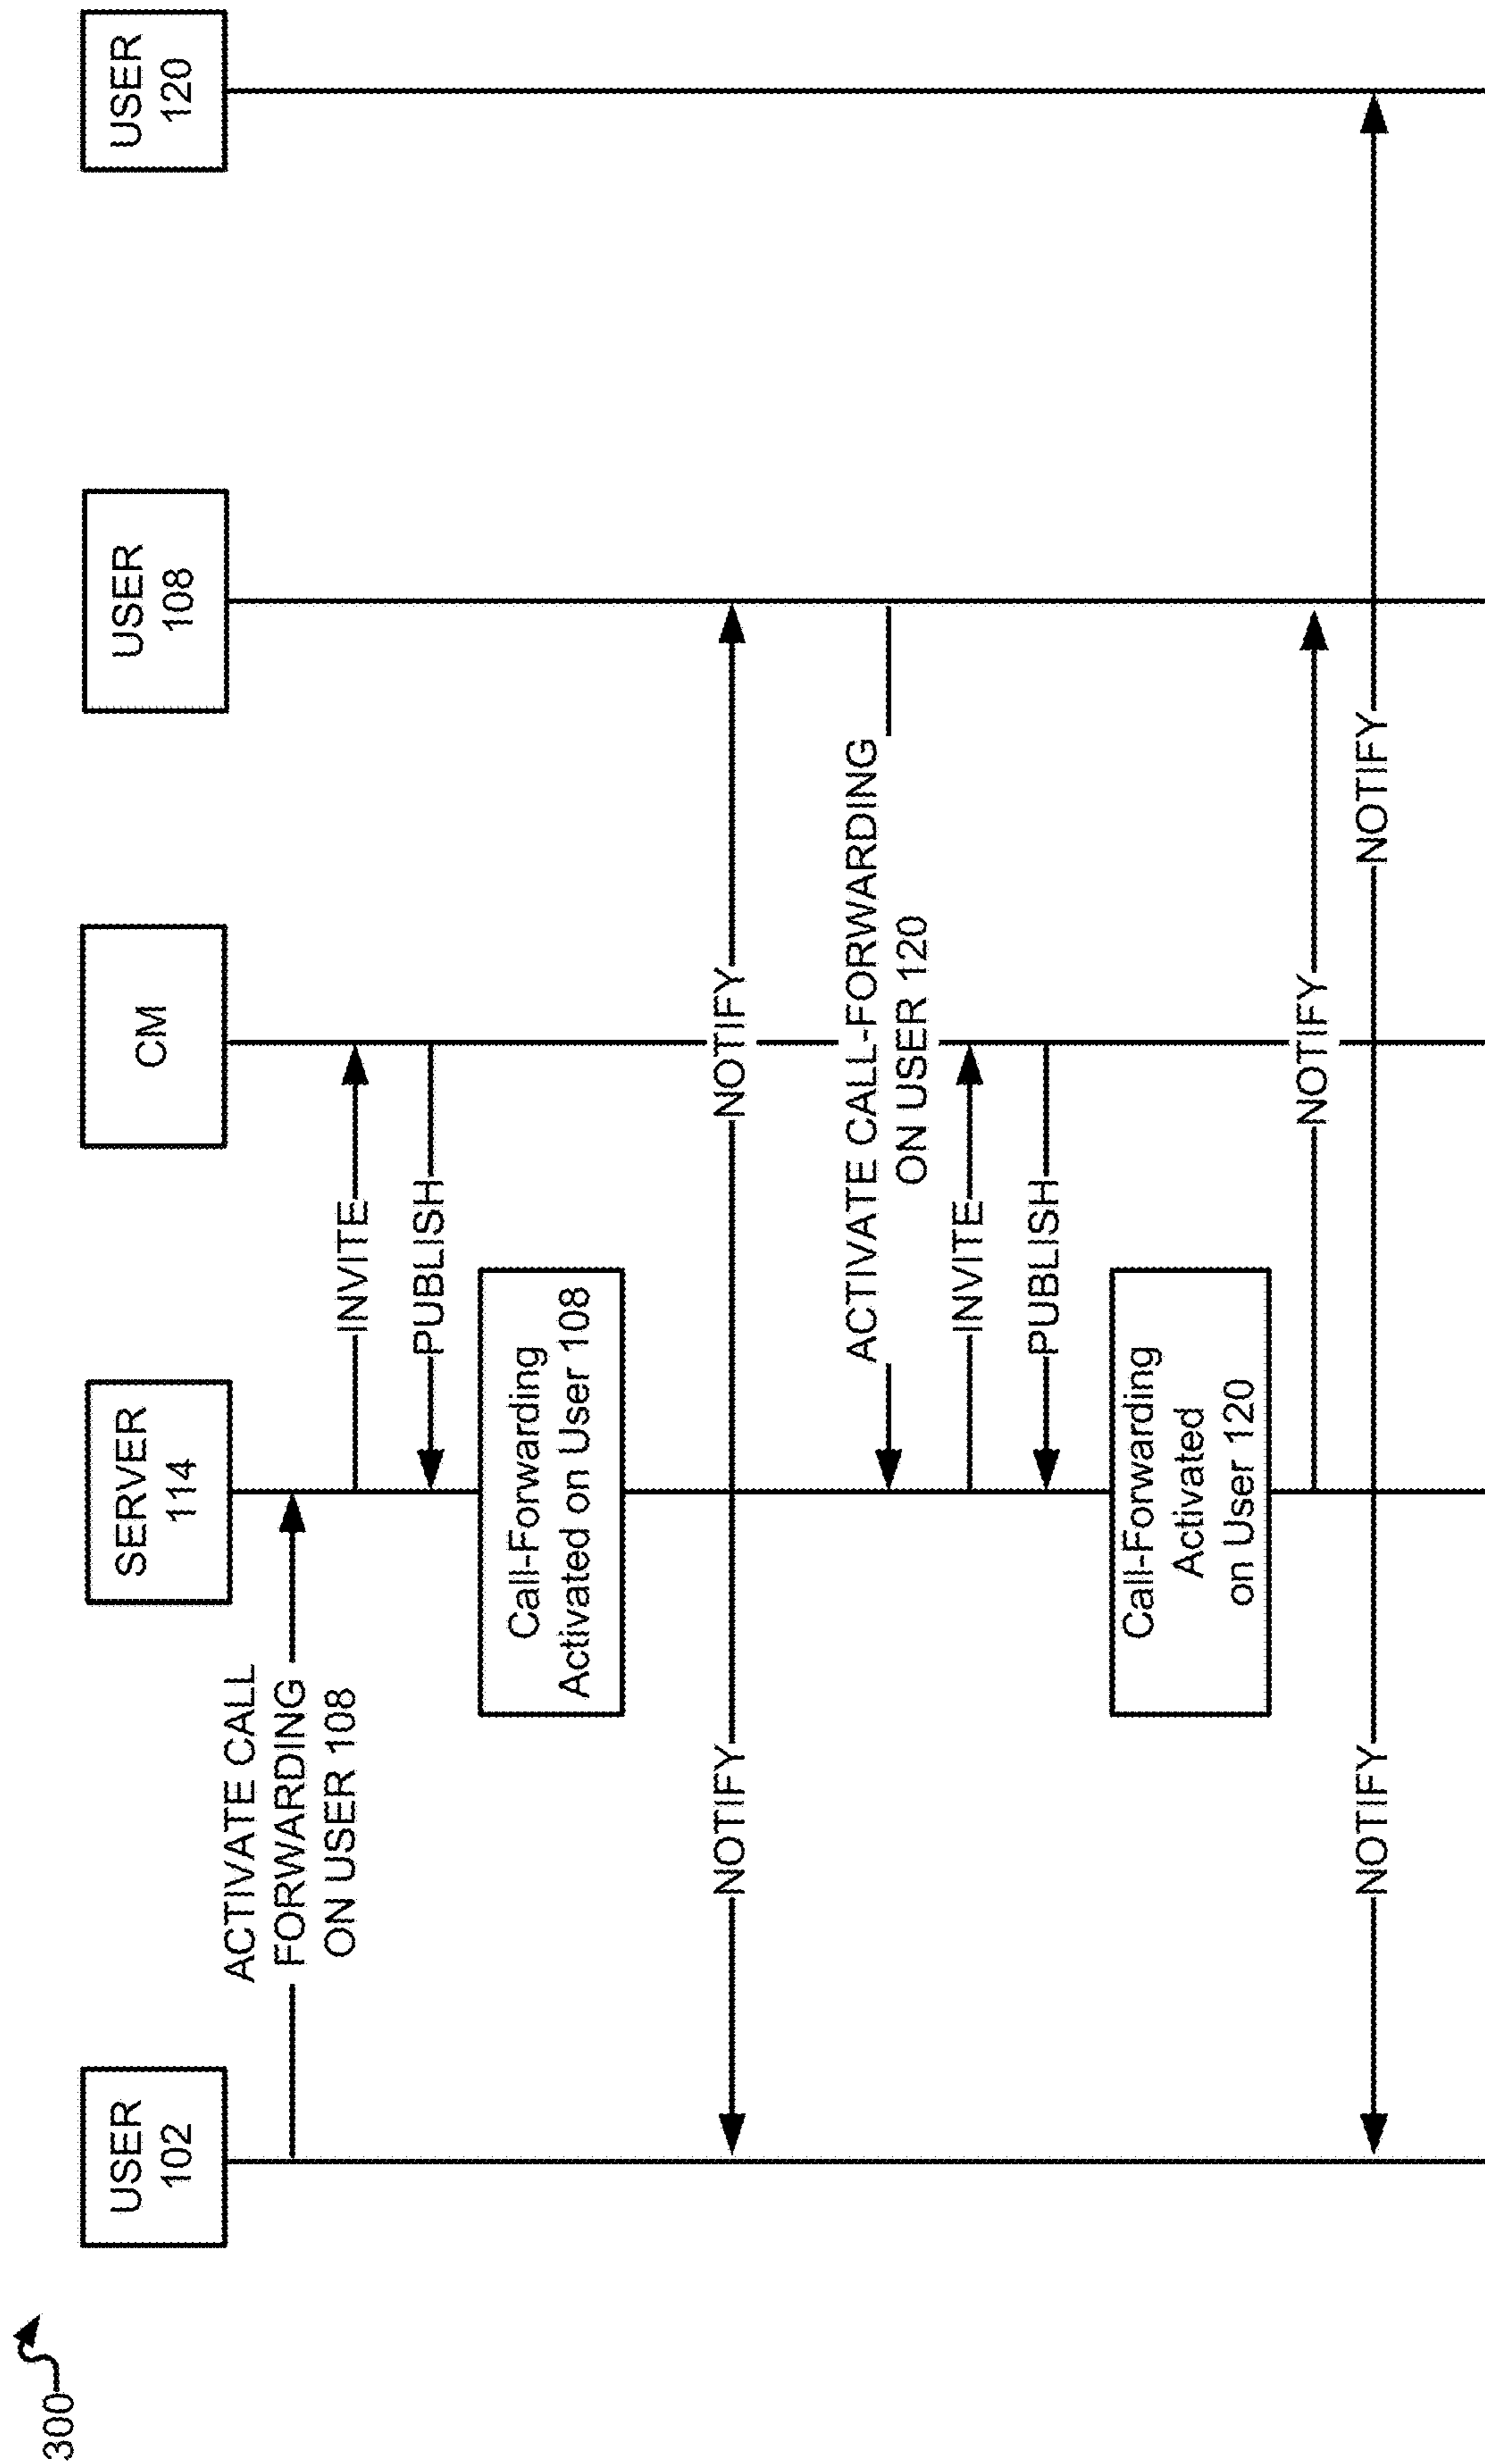 300
USER
102
SERVER
114
CM
USER
108
USER
120
ACTIVATE CALL
FORWARDING
ON USER 108
INVITE
PUBLISH
Call-Forwarding
Activated on User 108
NOTIFY
NOTIFY
ACTIVATE CALL-FORWARDING
ON USER 120
INVITE
PUBLISH
Call-Forwarding
Activated
on User 120
NOTIFY
NOTIFY
NOTIFY